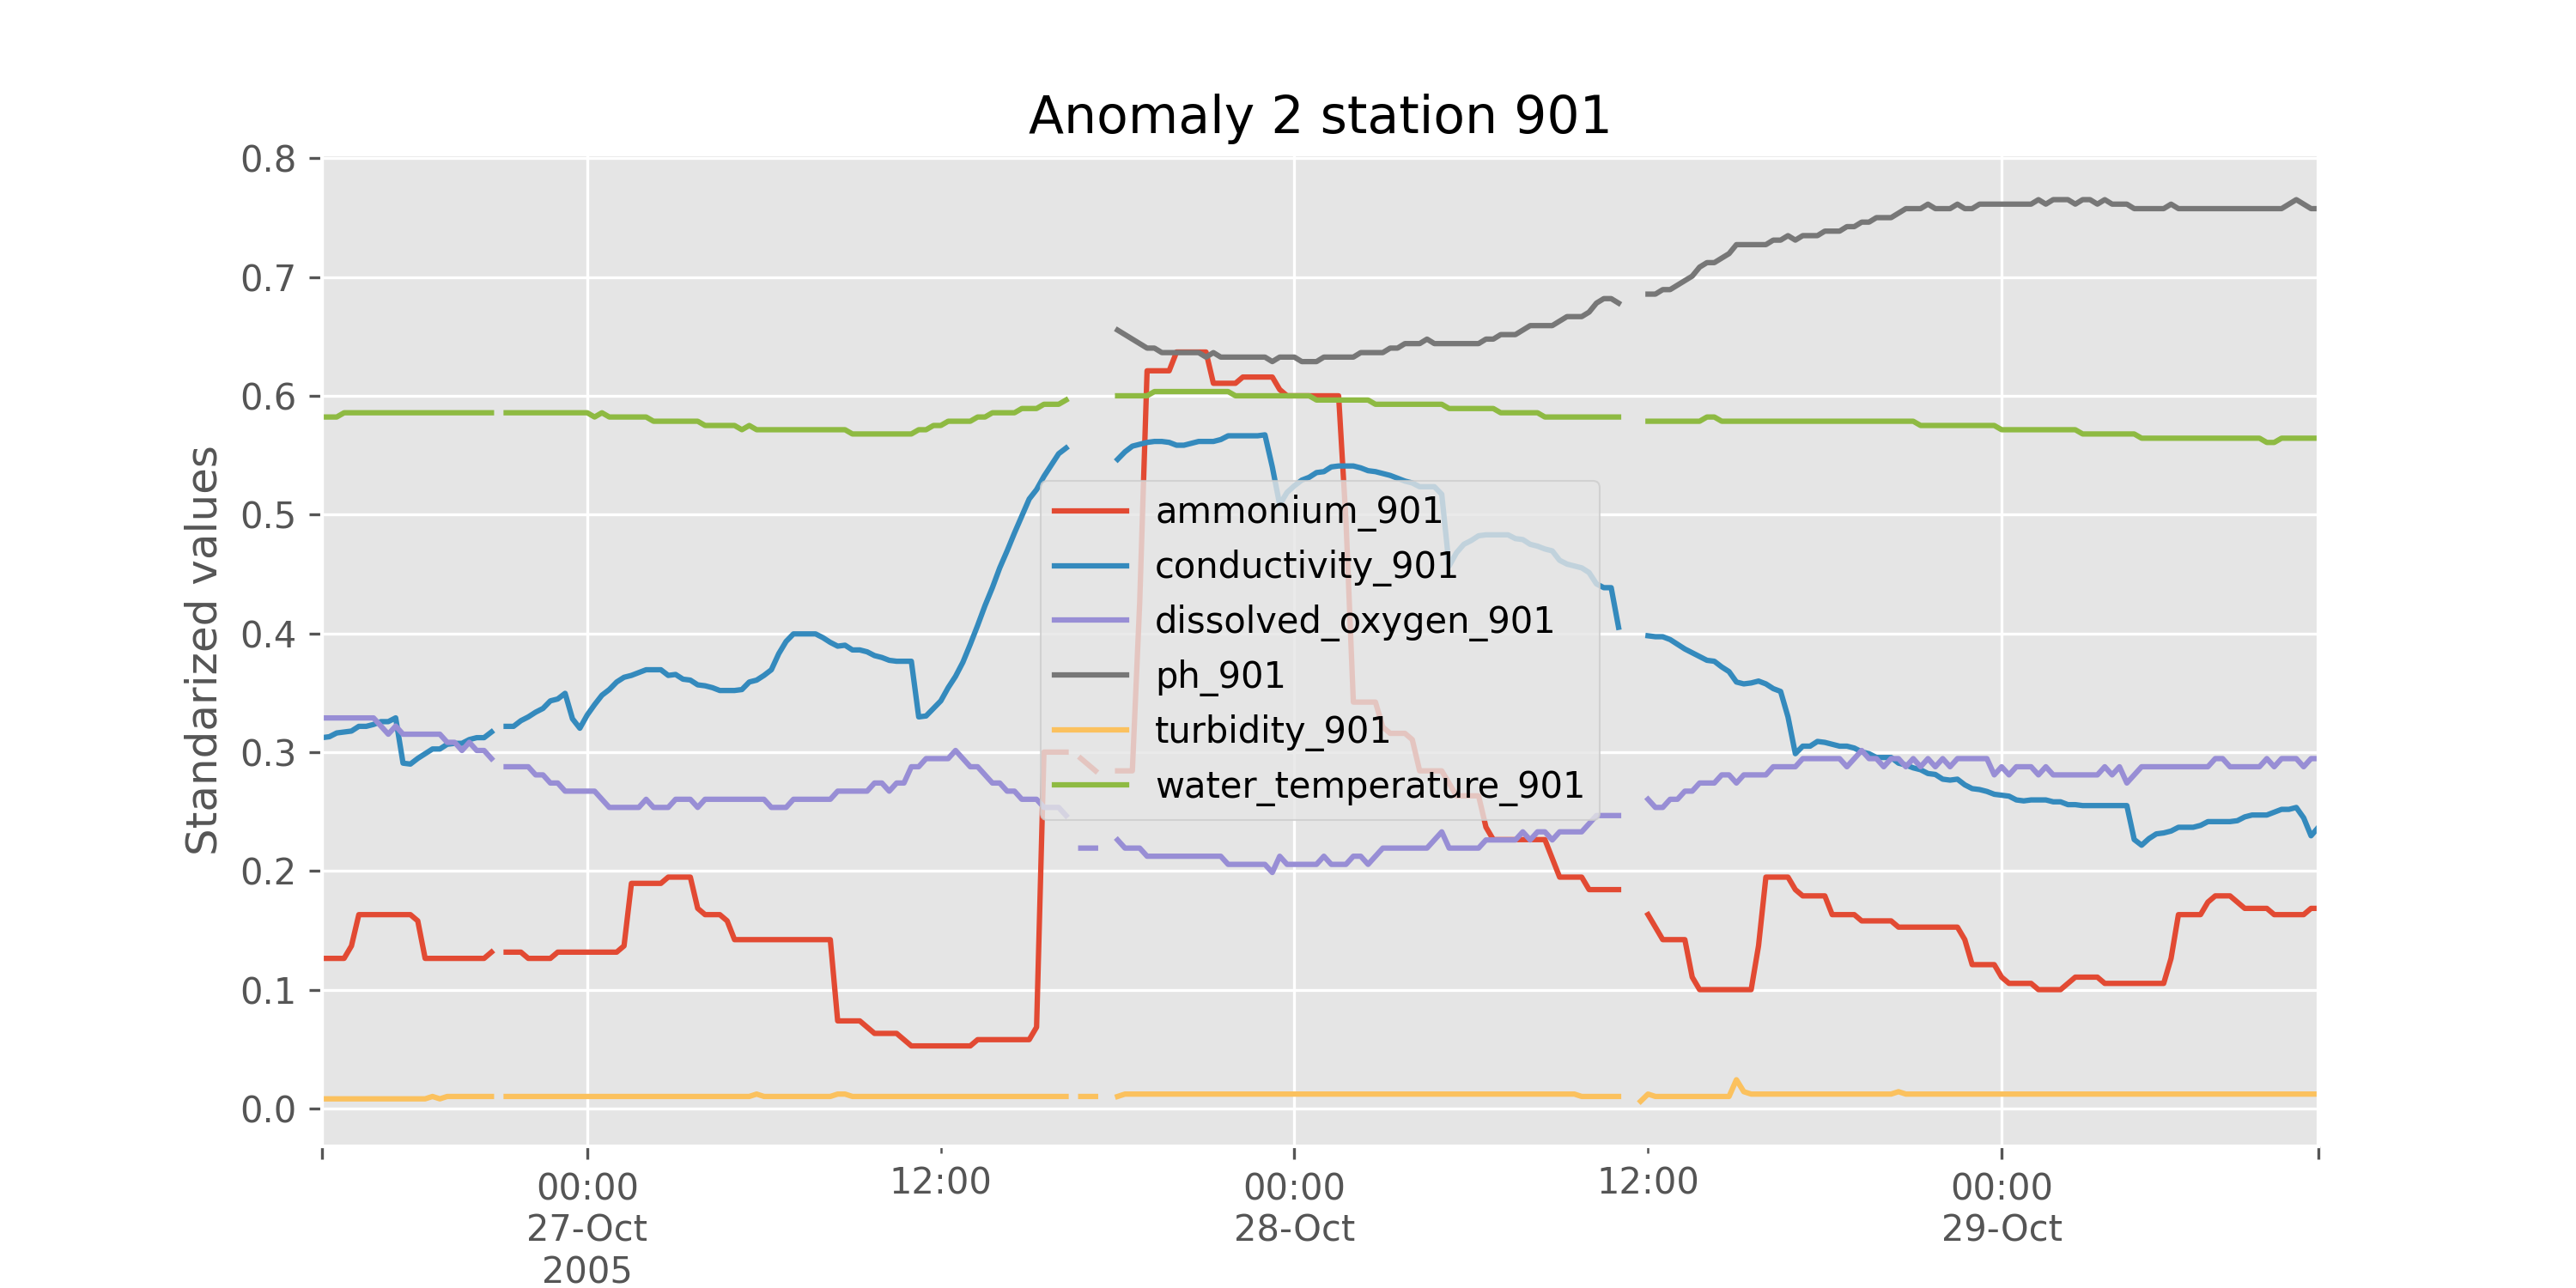 Anomaly 2 station 901
Standarized values
0.8
0.7
0.6
0.5
0.4
0.3
0.2
0.1
0.0
ammonium_901
conductivity_901
dissolved_oxygen_901
ph_901
turbidity_901
water_temperature_901
00:00
27-Oct
2005
12:00
00:00
28-Oct
12:00
00:00
29-Oct